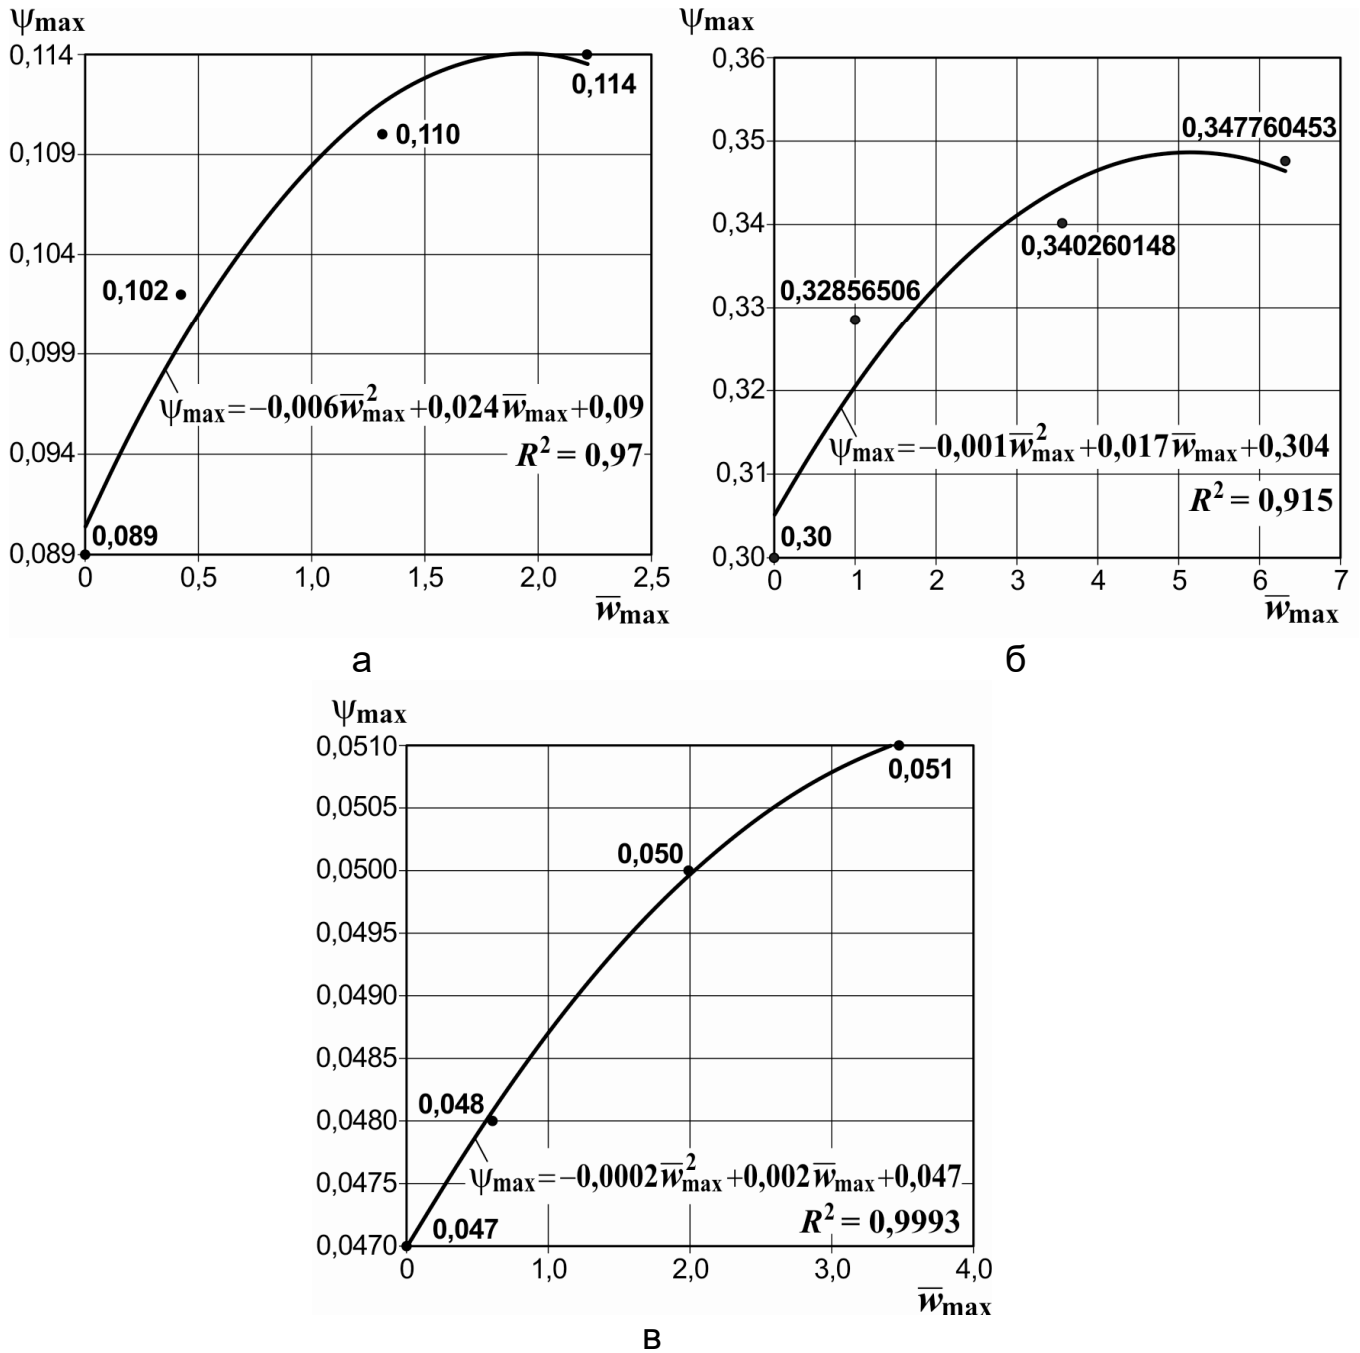 ψmax
0,114
0,109
0,104
0,099
0,094
0,089
0,114
0,110
0,102
0,089
ψmax=−0,006w̅²max+0,024w̅max+0,09
R² = 0,97
0 0,5 1,0 1,5 2,0 2,5
w̅max
а
ψmax
0,36
0,35
0,34
0,33
0,32
0,31
0,30
0,347760453
0,340260148
0,32856506
0,30
ψmax=−0,001w̅²max+0,017w̅max+0,304
R² = 0,915
0 1 2 3 4 5 6 7
w̅max
б
ψmax
0,0510
0,0505
0,0500
0,0495
0,0490
0,0485
0,0480
0,0475
0,0470
0,051
0,050
0,048
0,047
ψmax=−0,0002w̅²max+0,002w̅max+0,047
R² = 0,9993
0 1,0 2,0 3,0 4,0
w̅max
в